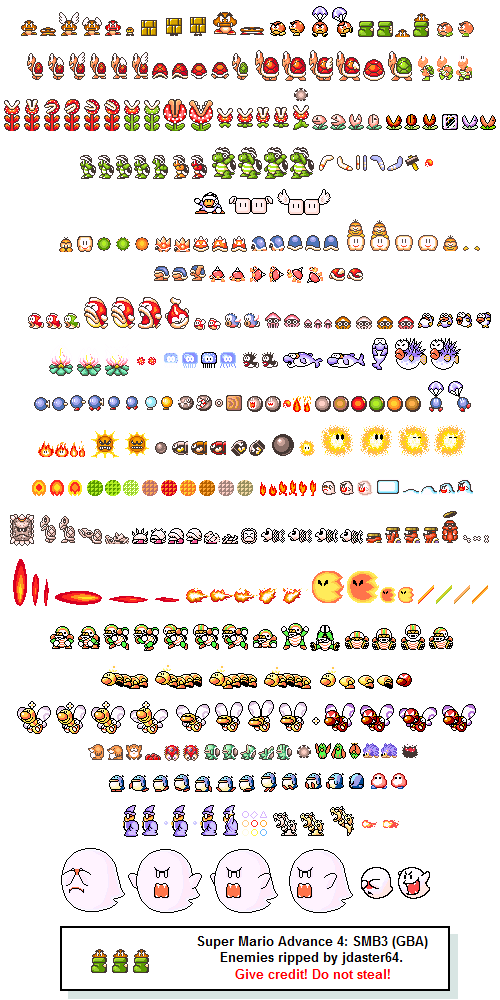 Super Mario Advance 4: SMB3 (GBA)
Enemies ripped by jdaster64.
Give credit! Do not steal!